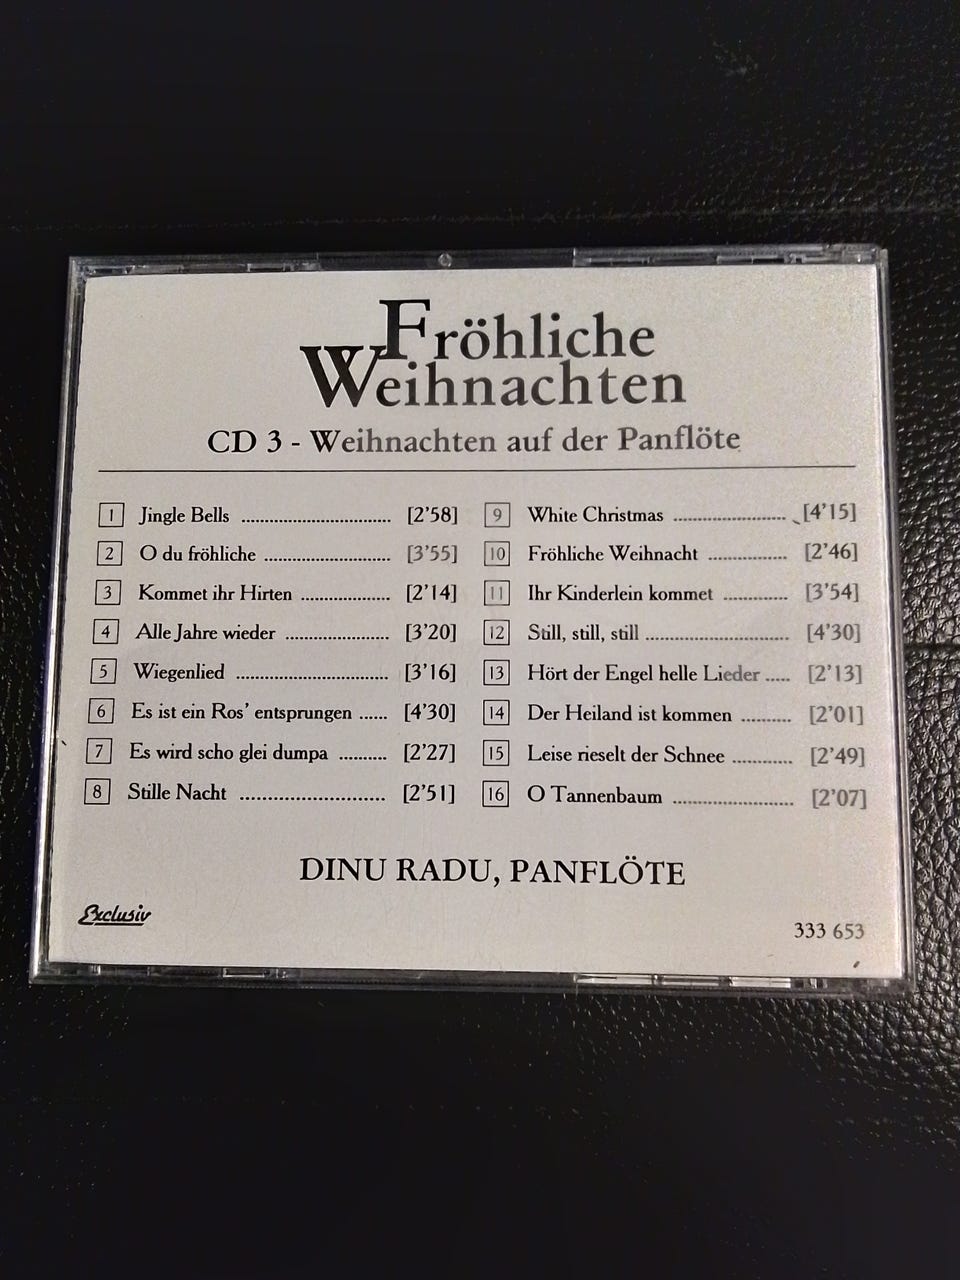 Fröhliche
Weihnachten
CD 3 - Weihnachten auf der Panflöte
1 Jingle Bells .............................. [2'58]
2 O du fröhliche ......................... [3'55]
3 Kommet ihr Hirten .................. [2'14]
4 Alle Jahre wieder ..................... [3'20]
5 Wiegenlied ............................... [3'16]
6 Es ist ein Ros' entsprungen ...... [4'30]
7 Es wird scho glei dumpa .......... [2'27]
8 Stille Nacht ............................. [2'51]
9 White Christmas ....................... [4'15]
10 Fröhliche Weihnacht ................ [2'46]
11 Ihr Kinderlein kommet ............. [3'54]
12 Still, still, still ............................. [4'30]
13 Hört der Engel helle Lieder ..... [2'13]
14 Der Heiland ist kommen .......... [2'01]
15 Leise rieselt der Schnee ............ [2'49]
16 O Tannenbaum ........................ [2'07]
DINU RADU, PANFLÖTE
Exclusiv
333 653